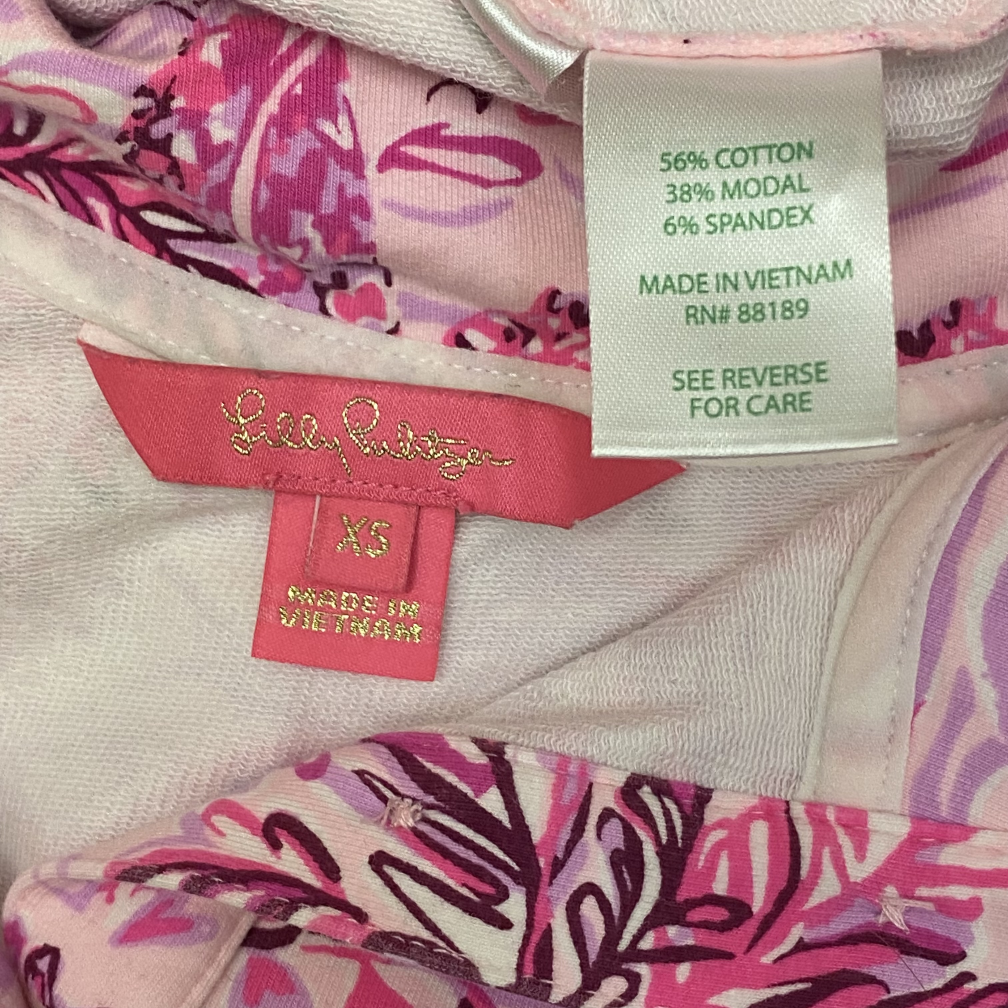 56% COTTON
38% MODAL
6% SPANDEX
MADE IN VIETNAM
RN# 88189
SEE REVERSE
FOR CARE
Lilly Pulitzer
XS
MADE IN
VIETNAM